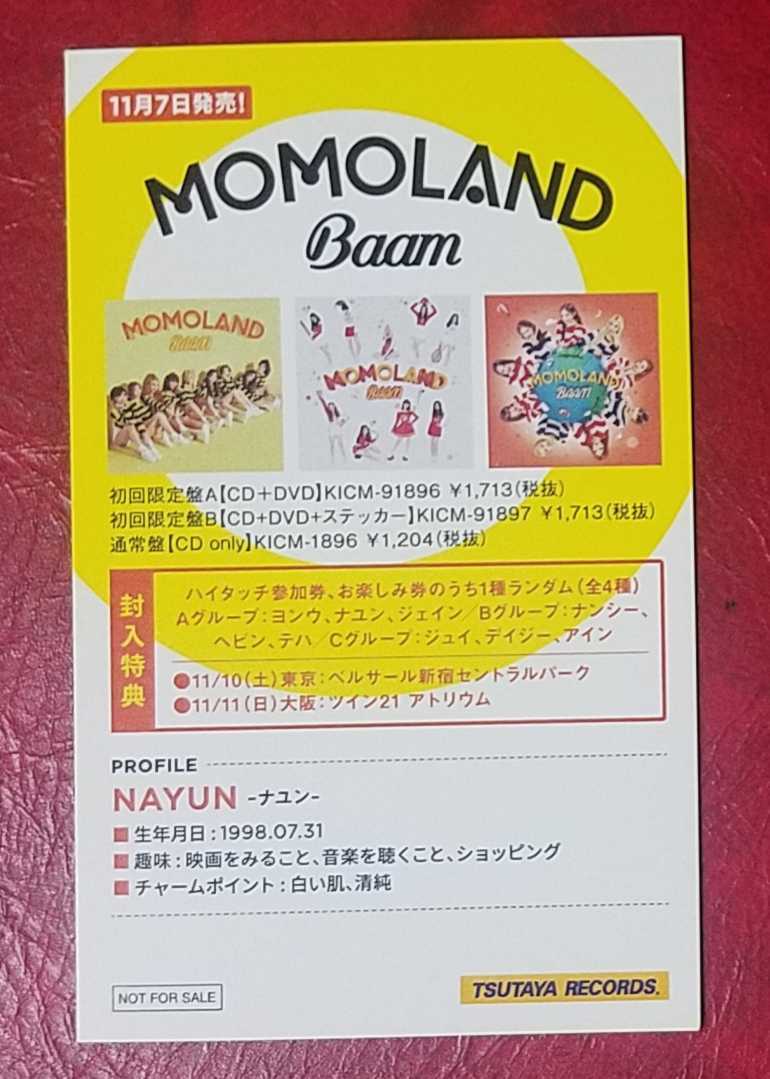 11月7日発売!
MOMOLAND
Baam
MOMOLAND
Baam
MOMOLAND
Baam
MOMOLAND
Baam
初回限定盤A【CD+DVD】KICM-91896 ¥1,713(税抜)
初回限定盤B【CD+DVD+ステッカー】KICM-91897 ¥1,713(税抜)
通常盤【CD only】KICM-1896 ¥1,204(税抜)
封入特典
ハイタッチ参加券、お楽しみ券のうち1種ランダム(全4種)
Aグループ:ヨンウ、ナユン、ジェイン/Bグループ:ナンシー、
ヘビン、テハ/Cグループ:ジュイ、デイジー、アイン
●11/10(土)東京:ベルサール新宿セントラルパーク
●11/11(日)大阪:ツイン21 アトリウム
PROFILE
NAYUN -ナユン-
■生年月日:1998.07.31
■趣味:映画をみること、音楽を聴くこと、ショッピング
■チャームポイント:白い肌、清純
NOT FOR SALE
TSUTAYA RECORDS.